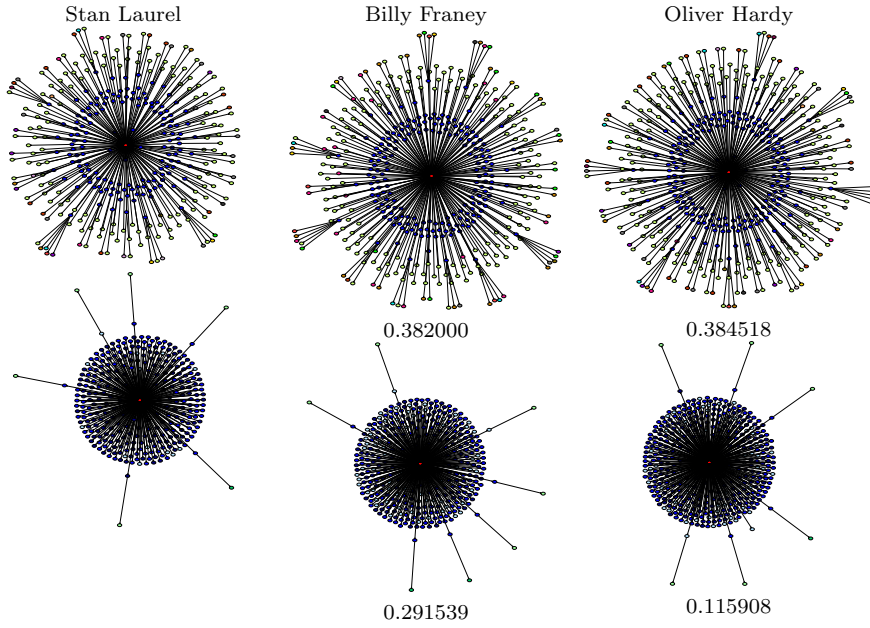 Stan Laurel
Billy Franey
Oliver Hardy
0.382000
0.384518
0.291539
0.115908